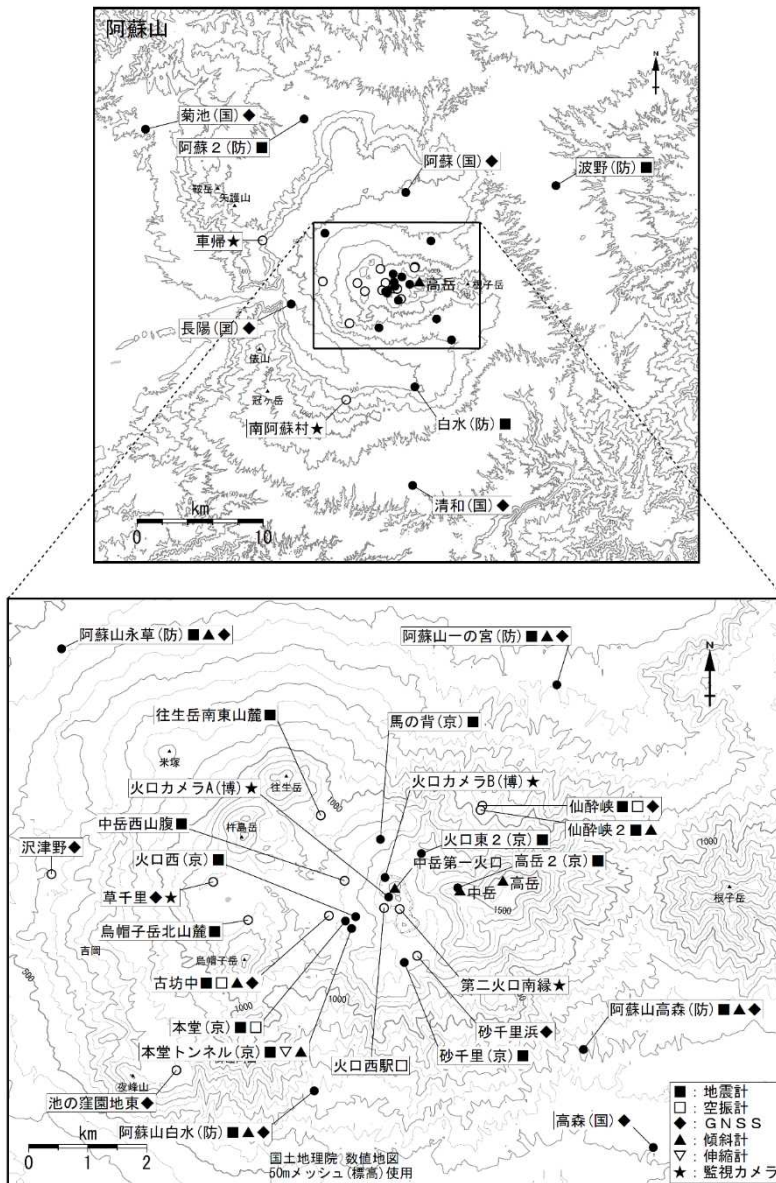 阿蘇山
N
菊池(国)◆
阿蘇2(防)■
阿蘇(国)◆
波野(防)■
鞍岳
矢護山
車帰★
高岳
根子岳
長陽(国)◆
俵山
冠ヶ岳
南阿蘇村★
白水(防)■
清和(国)◆
km
0 10
阿蘇山永草(防)■▲◆
阿蘇山一の宮(防)■▲◆
N
往生岳南東山麓■
馬の背(京)■
米塚
火口カメラA(博)★
火口カメラB(博)★
往生岳
1000
仙酔峡■□◆
中岳西山腹■
杵島岳
仙酔峡2■▲
1000
沢津野◆
火口西(京)■
火口東2(京)■
中岳第一火口
高岳2(京)■
草千里◆★
中岳
高岳
根子岳
1500
烏帽子岳北山麓■
吉岡
烏帽子岳
500
古坊中■□▲◆
1000
1000
第二火口南縁★
本堂(京)■□
砂千里浜◆
阿蘇山高森(防)■▲◆
本堂トンネル(京)■▽▲
火口西駅□
砂千里(京)■
夜峰山
池の窪園地東◆
阿蘇山白水(防)■▲◆
高森(国)◆
km
0 1 2
国土地理院 数値地図
50mメッシュ(標高)使用
■:地震計
□:空振計
◆:GNSS
▲:傾斜計
▽:伸縮計
★:監視カメラ